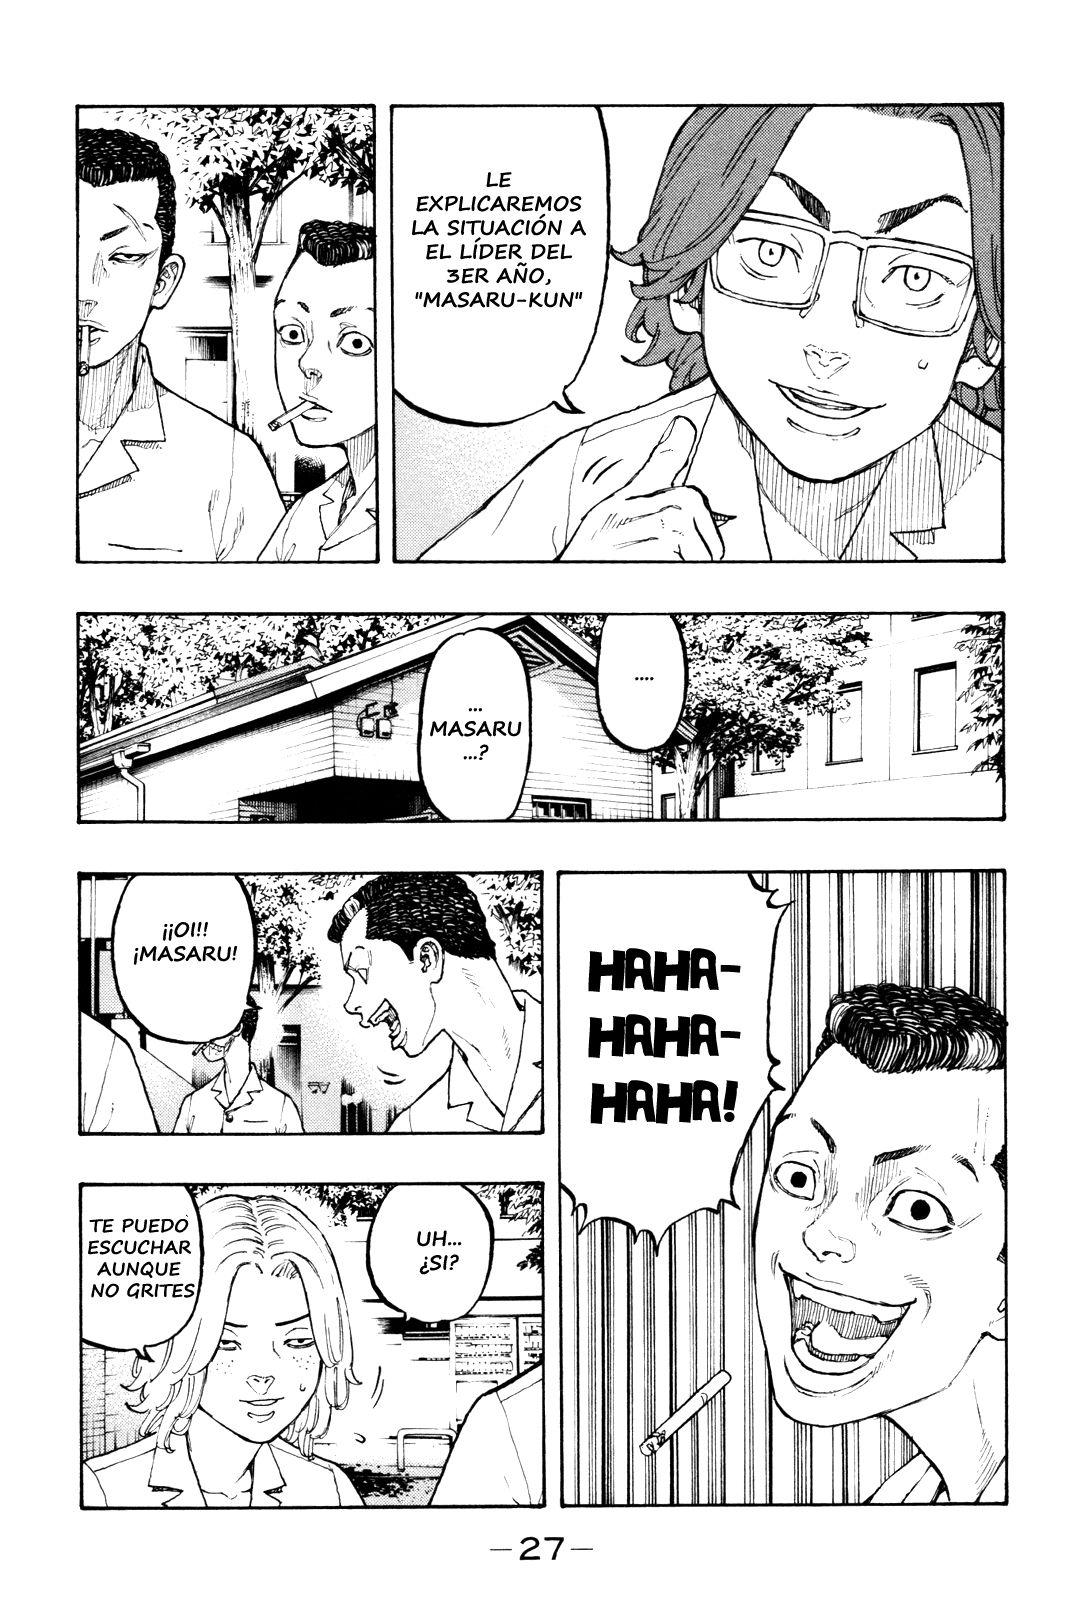 LE
EXPLICAREMOS
LA SITUACIÓN A
EL LÍDER DEL
3ER AÑO,
"MASARU-KUN"
.....
...
MASARU
...?
HAHA-
HAHA-
HAHA!
¡¡OI!!
¡MASARU!
UH...
¿SI?
TE PUEDO
ESCUCHAR
AUNQUE
NO GRITES
-27-